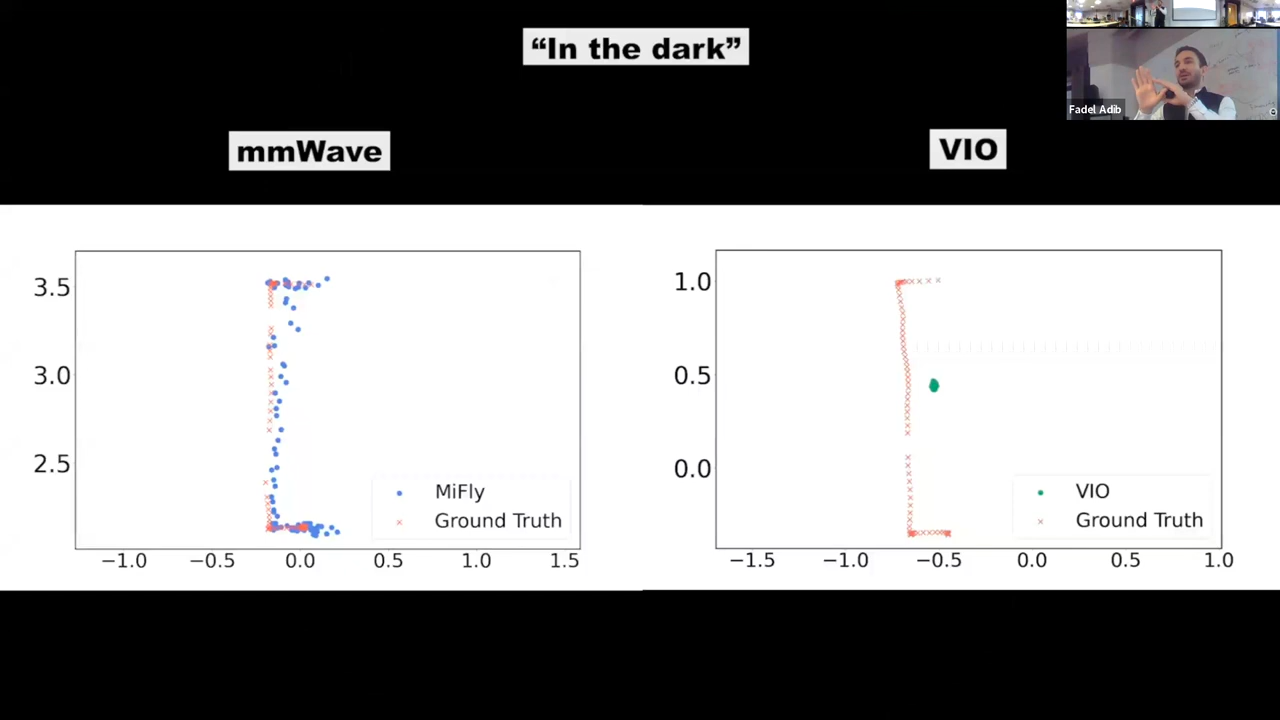 “In the dark”
Fadel Adib
mmWave
VIO
3.5
3.0
2.5
−1.0
−0.5
0.0
0.5
1.0
1.5
MiFly
Ground Truth
1.0
0.5
0.0
−1.5
−1.0
−0.5
0.0
0.5
1.0
VIO
Ground Truth